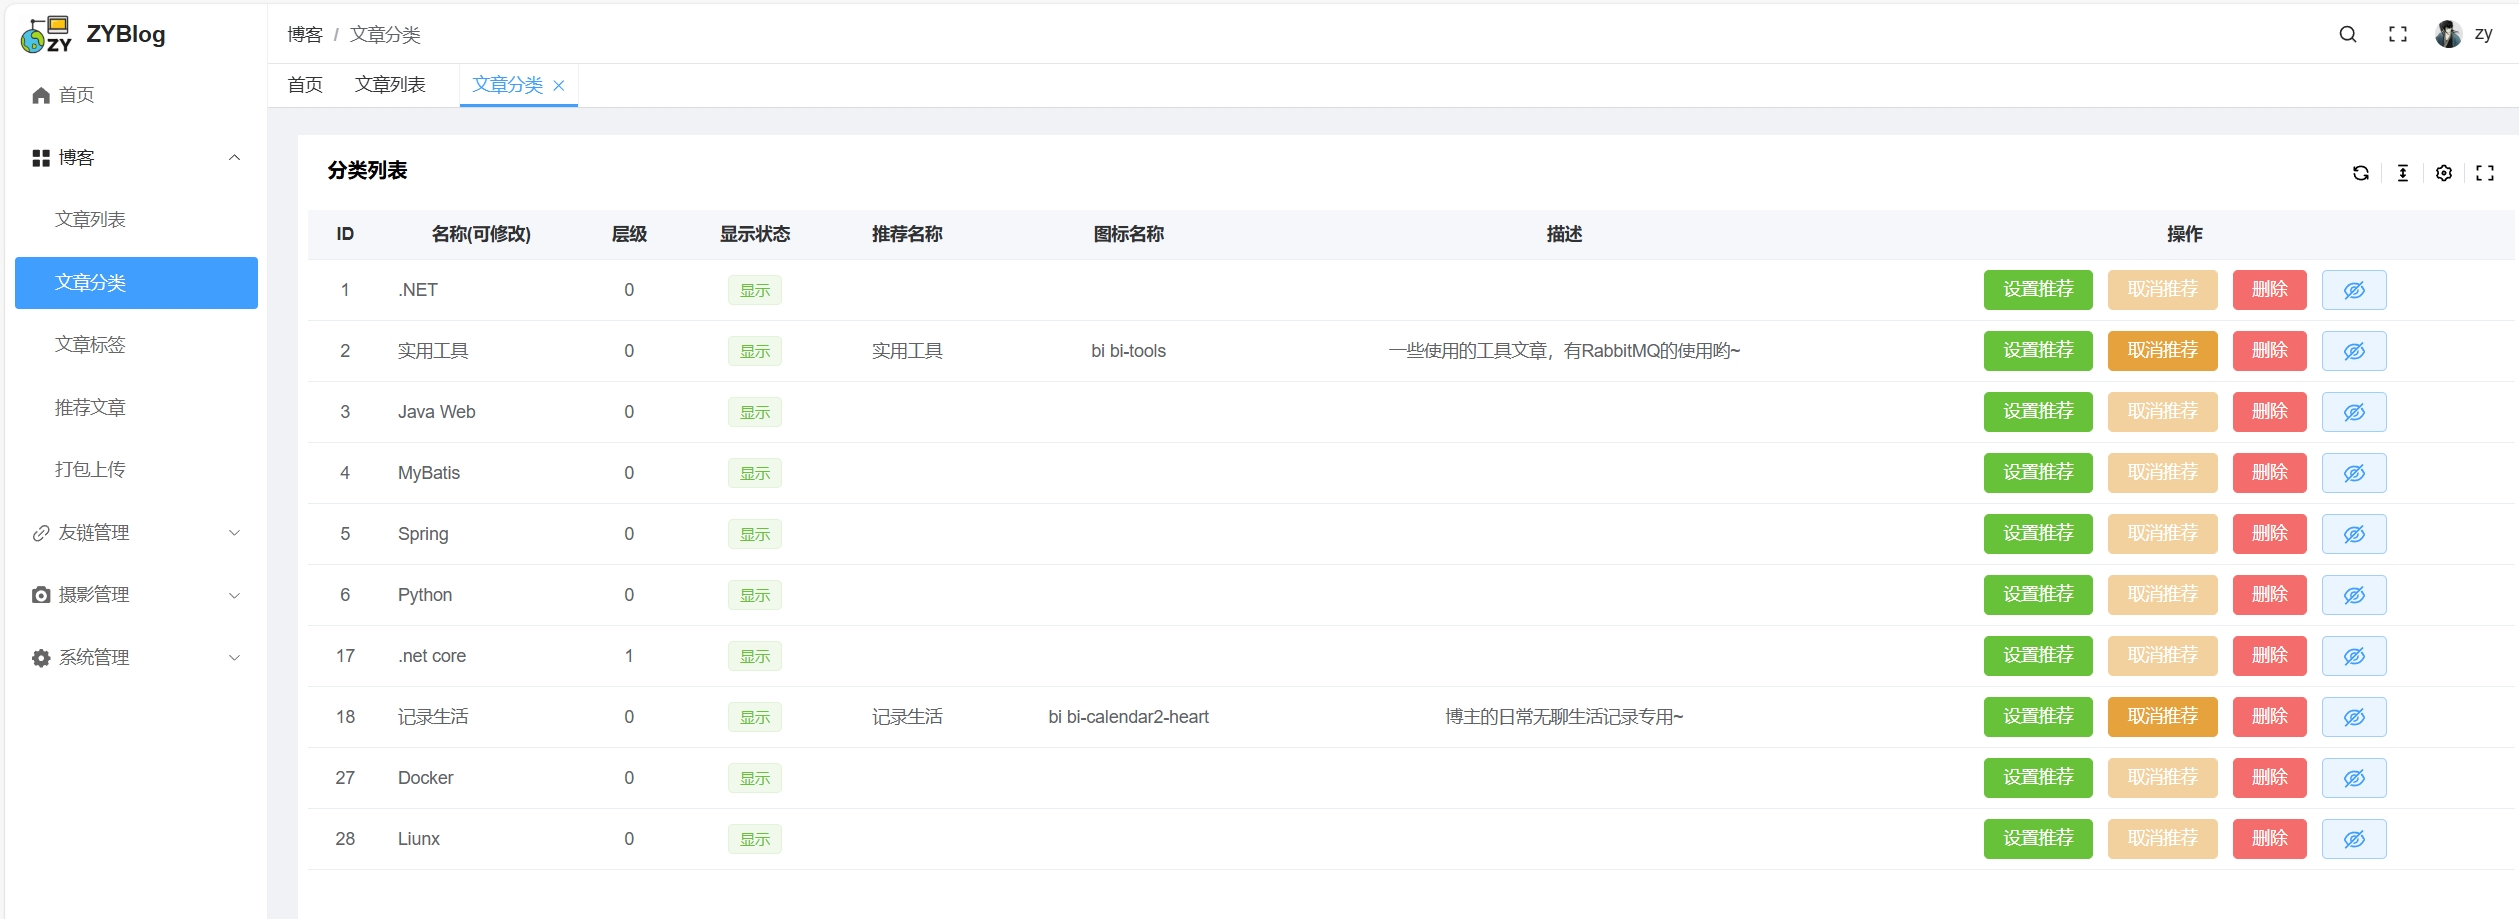 ZY ZYBlog
博客 / 文章分类
zy
首页 文章列表 文章分类
首页
博客
文章列表
文章分类
文章标签
推荐文章
打包上传
友链管理
摄影管理
系统管理
分类列表
ID 名称(可修改) 层级 显示状态 推荐名称 图标名称 描述 操作
1 .NET 0 显示 设置推荐 取消推荐 删除
2 实用工具 0 显示 实用工具 bi bi-tools 一些使用的工具文章，有RabbitMQ的使用哟~ 设置推荐 取消推荐 删除
3 Java Web 0 显示 设置推荐 取消推荐 删除
4 MyBatis 0 显示 设置推荐 取消推荐 删除
5 Spring 0 显示 设置推荐 取消推荐 删除
6 Python 0 显示 设置推荐 取消推荐 删除
17 .net core 1 显示 设置推荐 取消推荐 删除
18 记录生活 0 显示 记录生活 bi bi-calendar2-heart 博主的日常无聊生活记录专用~ 设置推荐 取消推荐 删除
27 Docker 0 显示 设置推荐 取消推荐 删除
28 Liunx 0 显示 设置推荐 取消推荐 删除